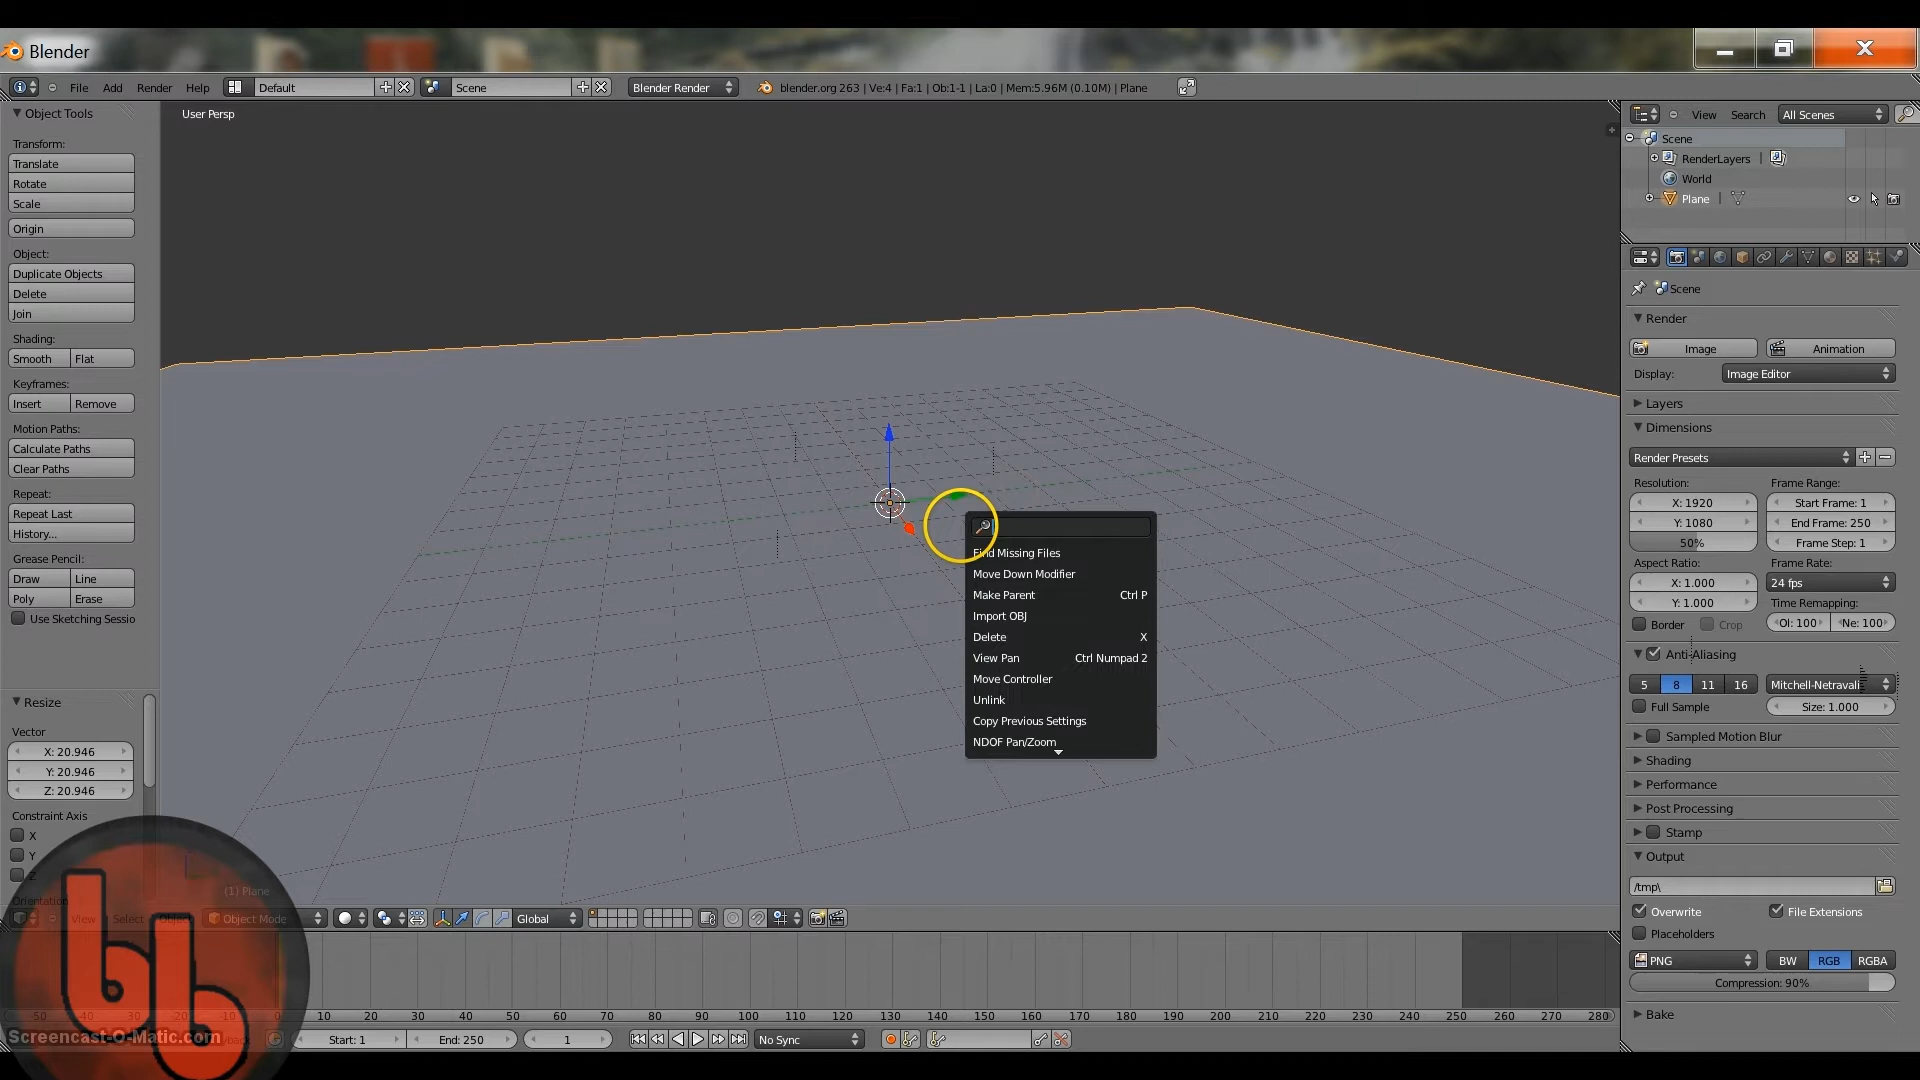 Blender
File Add Render Help Default Scene Blender Render blender.org 263 | Ve:4 | Fa:1 | Ob:1-1 | La:0 | Mem:5.96M (0.10M) | Plane
Object Tools
Transform:
Translate
Rotate
Scale
Origin
Object:
Duplicate Objects
Delete
Join
Shading:
Smooth Flat
Keyframes:
Insert Remove
Motion Paths:
Calculate Paths
Clear Paths
Repeat:
Repeat Last
History...
Grease Pencil:
Draw Line
Poly Erase
Use Sketching Sessio
Resize
Vector
X: 20.946
Y: 20.946
Z: 20.946
Constraint Axis
X
Y
Z
Orientation
User Persp
Find Missing Files
Move Down Modifier
Make Parent Ctrl P
Import OBJ
Delete X
View Pan Ctrl Numpad 2
Move Controller
Unlink
Copy Previous Settings
NDOF Pan/Zoom
(1) Plane
View Select Object Object Mode Global
View Search All Scenes
Scene
RenderLayers
World
Plane
Scene
Render
Image Animation
Display: Image Editor
Layers
Dimensions
Render Presets
Resolution: Frame Range:
X: 1920 Start Frame: 1
Y: 1080 End Frame: 250
50% Frame Step: 1
Aspect Ratio: Frame Rate:
X: 1.000 24 fps
Y: 1.000 Time Remapping:
Border Crop Ol: 100 Ne: 100
Anti-Aliasing
5 8 11 16 Mitchell-Netravali
Full Sample Size: 1.000
Sampled Motion Blur
Shading
Performance
Post Processing
Stamp
Output
/tmp\
Overwrite File Extensions
Placeholders
PNG BW RGB RGBA
Compression: 90%
Bake
0 10 20 30 40 50 60 70 80 90 100 110 120 130 140 150 160 170 180 190 200 210 220 230 240 250 260 270 280
Start: 1 End: 250 1 No Sync
bb
Screencast-O-Matic.com